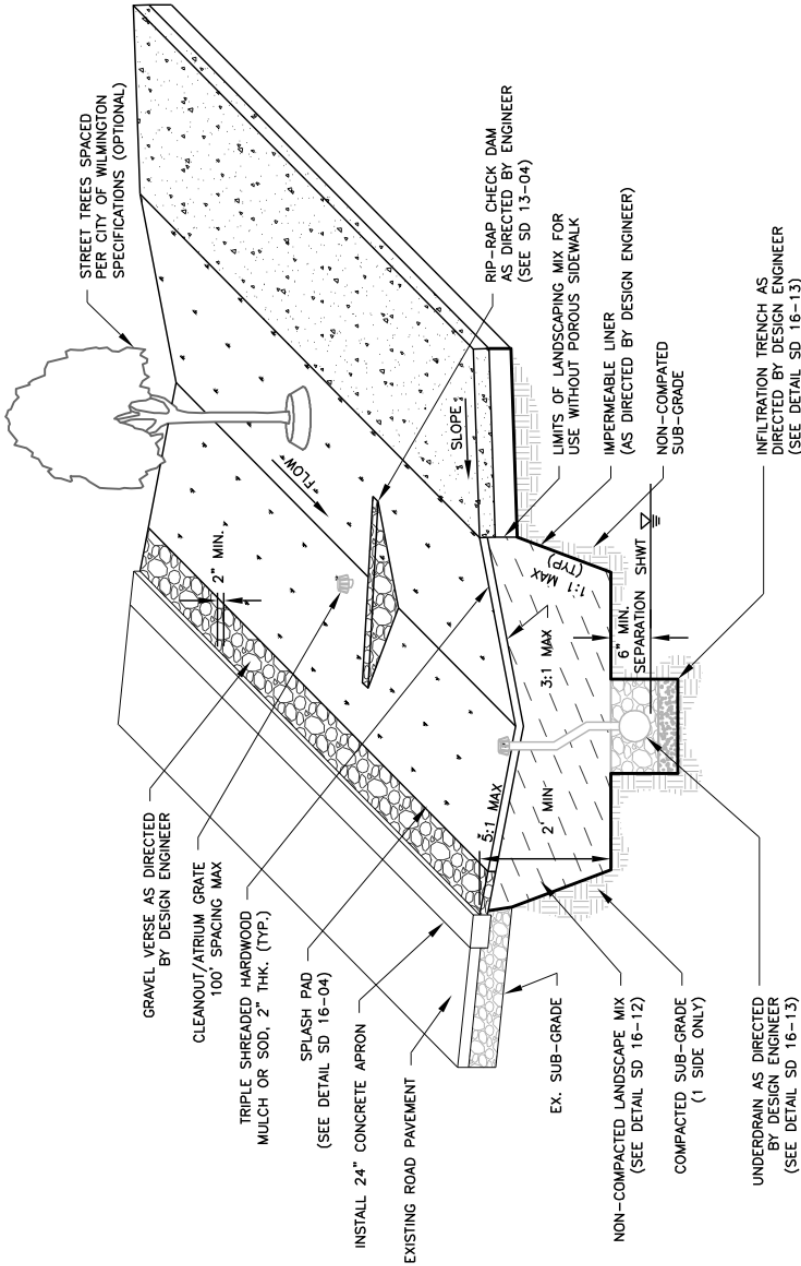 STREET TREES SPACED
PER CITY OF WILMINGTON
SPECIFICATIONS (OPTIONAL)
GRAVEL VERSE AS DIRECTED
BY DESIGN ENGINEER
CLEANOUT/ATRIUM GRATE
100' SPACING MAX
TRIPLE SHREADED HARDWOOD
MULCH OR SOD, 2" THK. (TYP.)
SPLASH PAD
(SEE DETAIL SD 16-04)
INSTALL 24" CONCRETE APRON
EXISTING ROAD PAVEMENT
2" MIN.
FLOW
RIP-RAP CHECK DAM
AS DIRECTED BY ENGINEER
(SEE SD 13-04)
SLOPE
LIMITS OF LANDSCAPING MIX FOR
USE WITHOUT POROUS SIDEWALK
IMPERMEABLE LINER
(AS DIRECTED BY DESIGN ENGINEER)
NON-COMPATED
SUB-GRADE
INFILTRATION TRENCH AS
DIRECTED BY DESIGN ENGINEER
(SEE DETAIL SD 16-13)
5:1 MAX
3:1 MAX
1:1 MAX
(TYP)
2' MIN
6" MIN.
SEPARATION
SHWT
EX. SUB-GRADE
NON-COMPACTED LANDSCAPE MIX
(SEE DETAIL SD 16-12)
COMPACTED SUB-GRADE
(1 SIDE ONLY)
UNDERDRAIN AS DIRECTED
BY DESIGN ENGINEER
(SEE DETAIL SD 16-13)